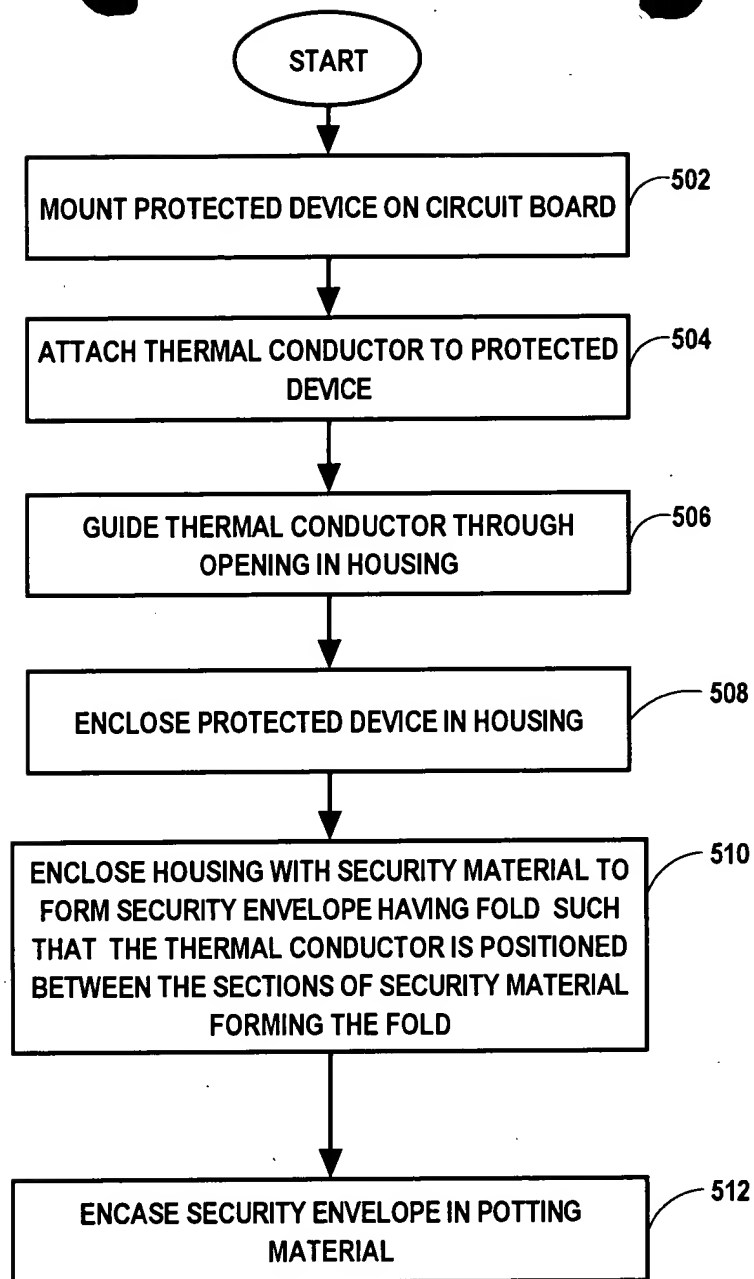 START
MOUNT PROTECTED DEVICE ON CIRCUIT BOARD
502
ATTACH THERMAL CONDUCTOR TO PROTECTED
DEVICE
504
GUIDE THERMAL CONDUCTOR THROUGH
OPENING IN HOUSING
506
ENCLOSE PROTECTED DEVICE IN HOUSING
508
ENCLOSE HOUSING WITH SECURITY MATERIAL TO
FORM SECURITY ENVELOPE HAVING FOLD SUCH
THAT THE THERMAL CONDUCTOR IS POSITIONED
BETWEEN THE SECTIONS OF SECURITY MATERIAL
FORMING THE FOLD
510
ENCASE SECURITY ENVELOPE IN POTTING
MATERIAL
512